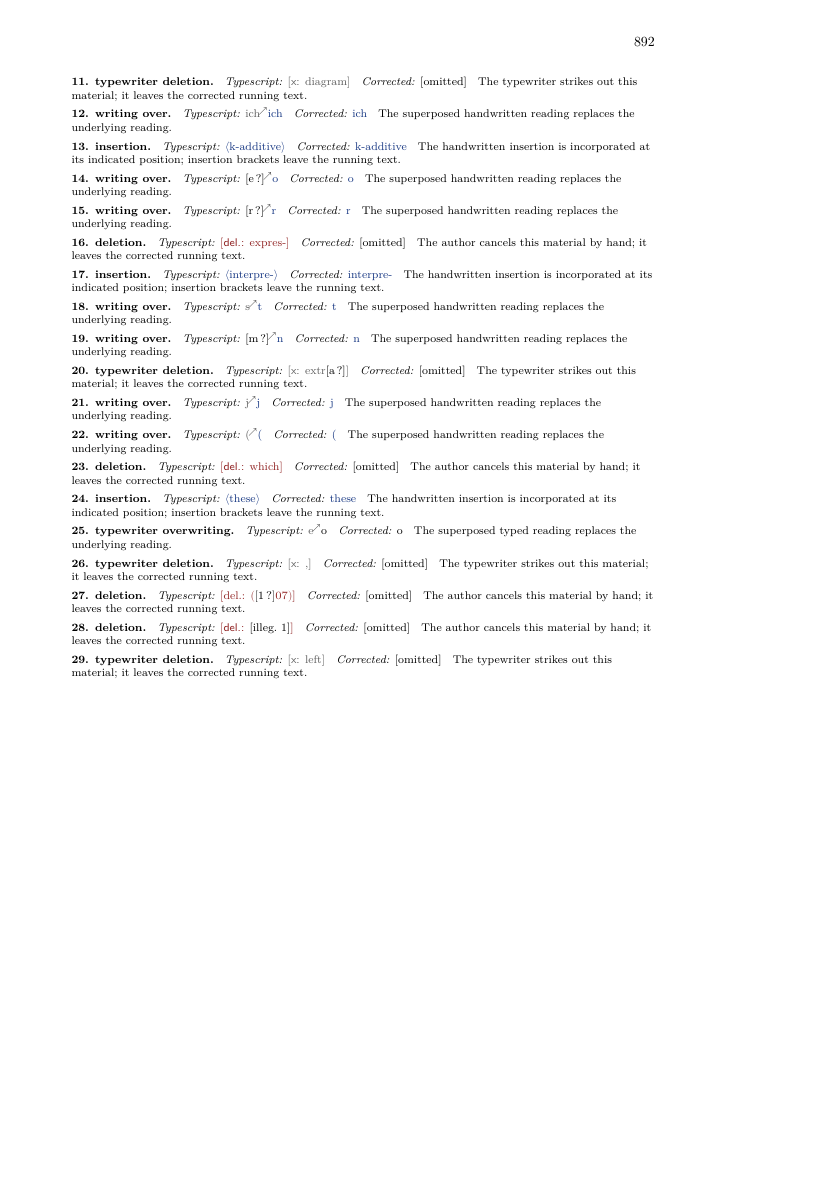 892
11. typewriter deletion. Typescript: [x: diagram] Corrected: [omitted] The typewriter strikes out this
material; it leaves the corrected running text.
12. writing over. Typescript: ich↗ich Corrected: ich The superposed handwritten reading replaces the
underlying reading.
13. insertion. Typescript: ⟨k-additive⟩ Corrected: k-additive The handwritten insertion is incorporated at
its indicated position; insertion brackets leave the running text.
14. writing over. Typescript: [e ?]↗o Corrected: o The superposed handwritten reading replaces the
underlying reading.
15. writing over. Typescript: [r ?]↗r Corrected: r The superposed handwritten reading replaces the
underlying reading.
16. deletion. Typescript: [del.: expres-] Corrected: [omitted] The author cancels this material by hand; it
leaves the corrected running text.
17. insertion. Typescript: ⟨interpre-⟩ Corrected: interpre- The handwritten insertion is incorporated at its
indicated position; insertion brackets leave the running text.
18. writing over. Typescript: s↗t Corrected: t The superposed handwritten reading replaces the
underlying reading.
19. writing over. Typescript: [m ?]↗n Corrected: n The superposed handwritten reading replaces the
underlying reading.
20. typewriter deletion. Typescript: [x: extr[a ?]] Corrected: [omitted] The typewriter strikes out this
material; it leaves the corrected running text.
21. writing over. Typescript: j↗j Corrected: j The superposed handwritten reading replaces the
underlying reading.
22. writing over. Typescript: (↗( Corrected: ( The superposed handwritten reading replaces the
underlying reading.
23. deletion. Typescript: [del.: which] Corrected: [omitted] The author cancels this material by hand; it
leaves the corrected running text.
24. insertion. Typescript: ⟨these⟩ Corrected: these The handwritten insertion is incorporated at its
indicated position; insertion brackets leave the running text.
25. typewriter overwriting. Typescript: e↗o Corrected: o The superposed typed reading replaces the
underlying reading.
26. typewriter deletion. Typescript: [x: ,] Corrected: [omitted] The typewriter strikes out this material;
it leaves the corrected running text.
27. deletion. Typescript: [del.: ([1 ?]07)] Corrected: [omitted] The author cancels this material by hand; it
leaves the corrected running text.
28. deletion. Typescript: [del.: [illeg. 1]] Corrected: [omitted] The author cancels this material by hand; it
leaves the corrected running text.
29. typewriter deletion. Typescript: [x: left] Corrected: [omitted] The typewriter strikes out this
material; it leaves the corrected running text.